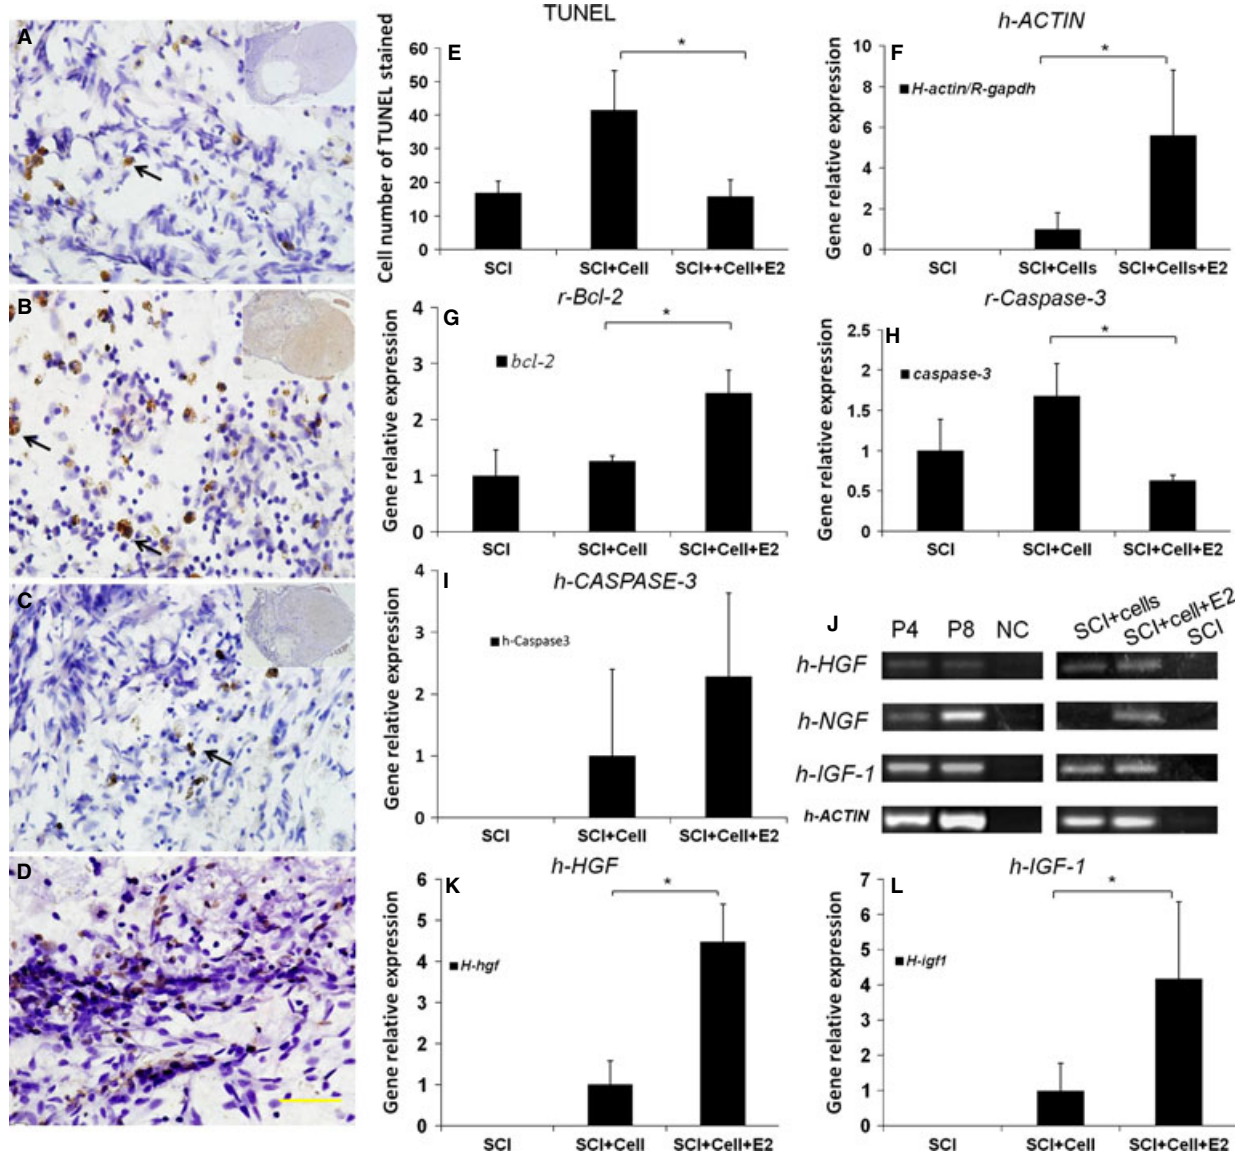 A
B
C
D
TUNEL
E
Cell number of TUNEL stained
60
50
40
30
20
10
0
*
SCI
SCI+Cell
SCI++Cell+E2
h-ACTIN
F
Gene relative expression
10
8
6
4
2
0
H-actin/R-gapdh
*
SCI
SCI+Cells
SCI+Cells+E2
r-Bcl-2
G
Gene relative expression
4
3
2
1
0
bcl-2
*
SCI
SCI+Cell
SCI+Cell+E2
r-Caspase-3
H
Gene relative expression
2.5
2
1.5
1
0.5
0
caspase-3
*
SCI
SCI+Cell
SCI+Cell+E2
h-CASPASE-3
I
Gene relative expression
4
3
2
1
0
h-Caspase3
SCI
SCI+Cell
SCI+Cell+E2
J
P4 P8 NC
SCI+cells
SCI+cell+E2
SCI
h-HGF
h-NGF
h-IGF-1
h-ACTIN
h-HGF
K
Gene relative expression
6
5
4
3
2
1
0
H-hgf
*
SCI
SCI+Cell
SCI+Cell+E2
h-IGF-1
L
Gene relative expression
7
6
5
4
3
2
1
0
H-igf1
*
SCI
SCI+Cell
SCI+Cell+E2